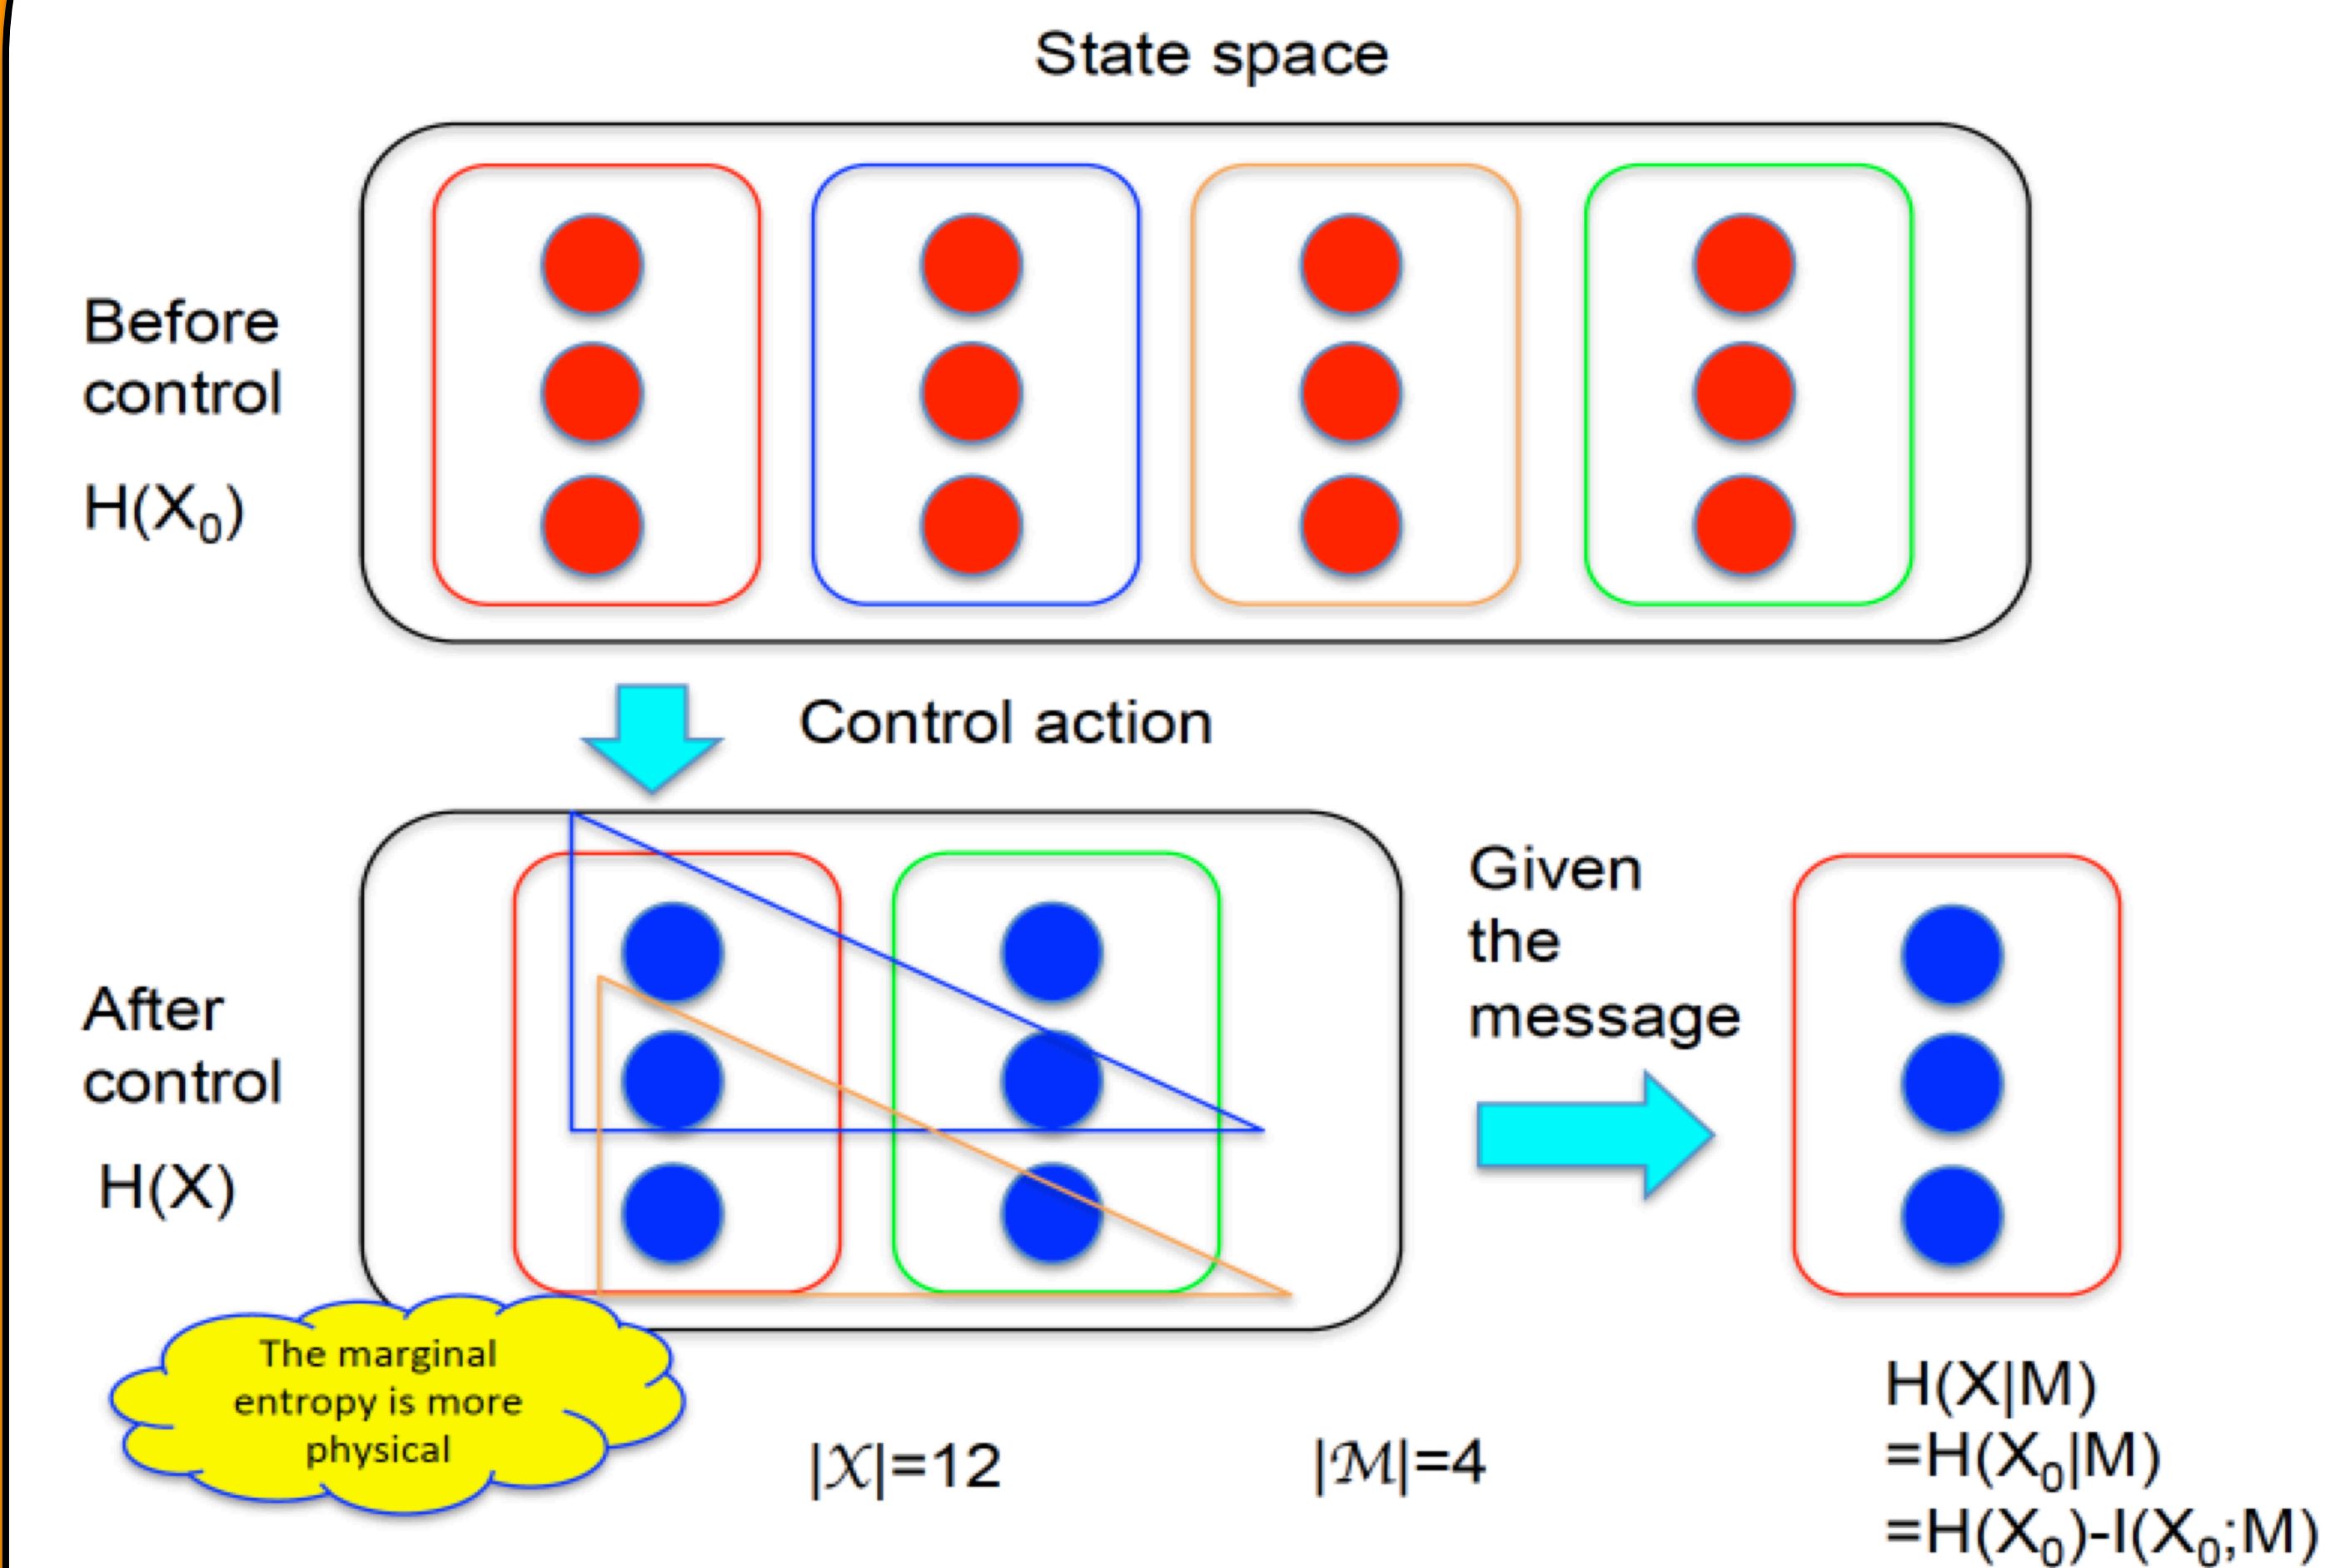 State space
Before
control
H(X₀)
Control action
Given
the
message
After
control
H(X)
The marginal
entropy is more
physical
|𝒳|=12
|ℳ|=4
H(X|M)
=H(X₀|M)
=H(X₀)-I(X₀;M)